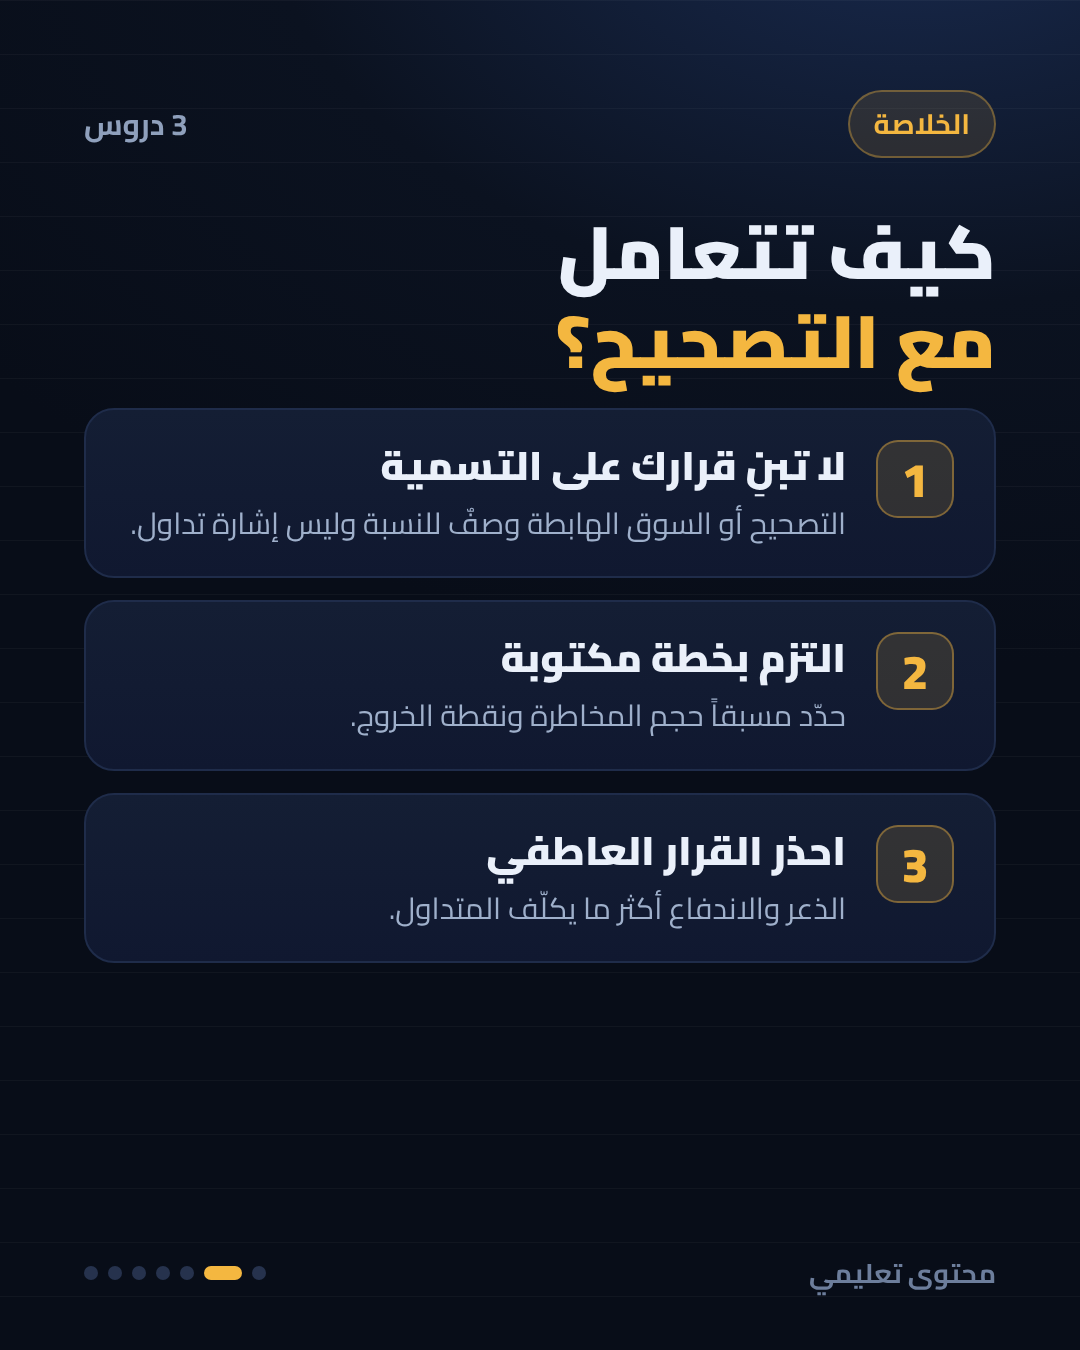 الخلاصة
3 دروس
كيف تتعامل
مع التصحيح؟
1
لا تبنِ قرارك على التسمية
التصحيح أو السوق الهابطة وصفٌ للنسبة وليس إشارة تداول.
2
التزم بخطة مكتوبة
حدّد مسبقاً حجم المخاطرة ونقطة الخروج.
3
احذر القرار العاطفي
الذعر والاندفاع أكثر ما يكلّف المتداول.
محتوى تعليمي